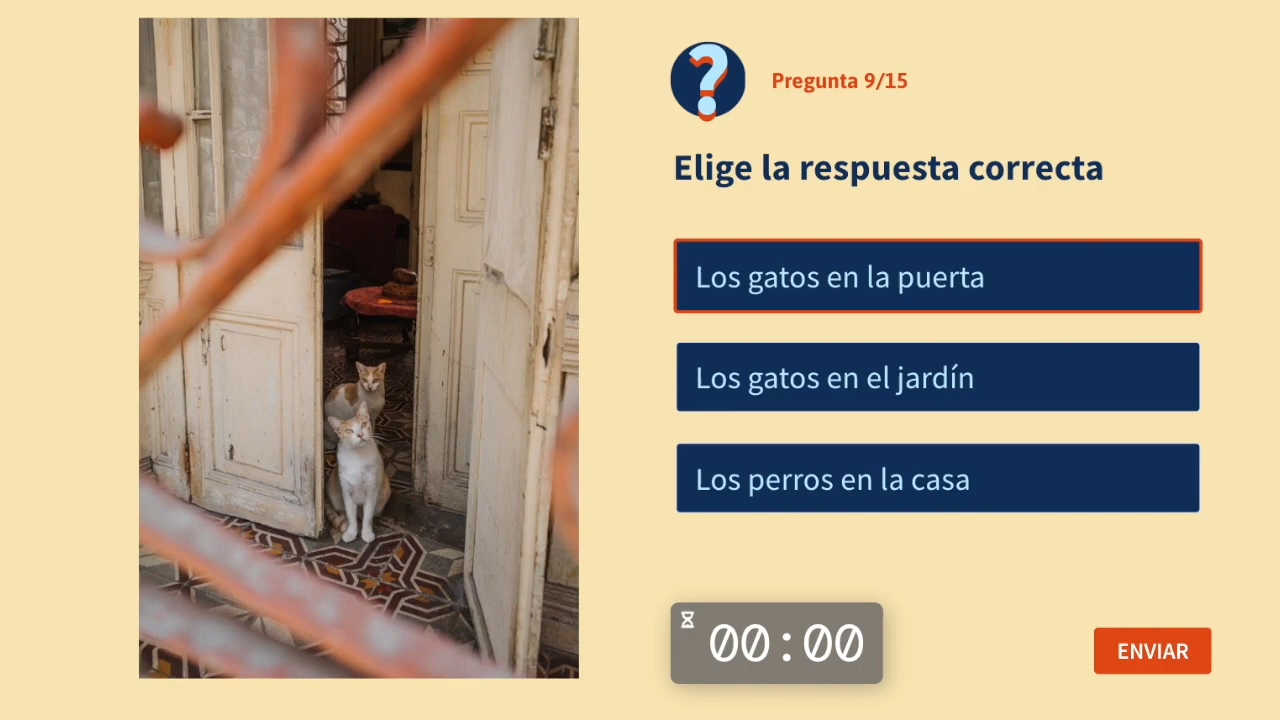 ?
Pregunta 9/15
Elige la respuesta correcta
Los gatos en la puerta
Los gatos en el jardín
Los perros en la casa
00:00
ENVIAR